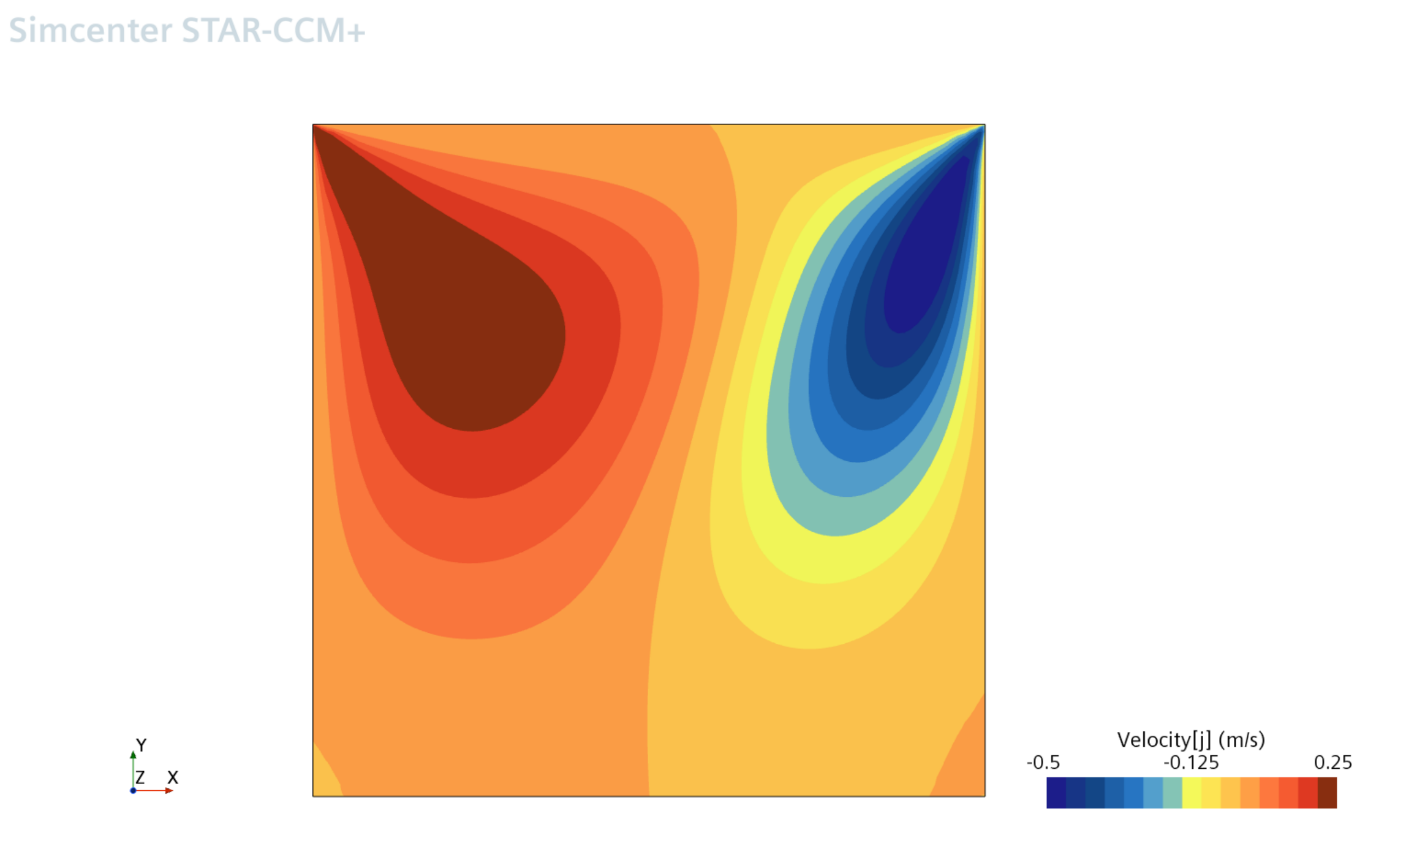 Simcenter STAR-CCM+
Y
Z X
Velocity[j] (m/s)
-0.5 -0.125 0.25